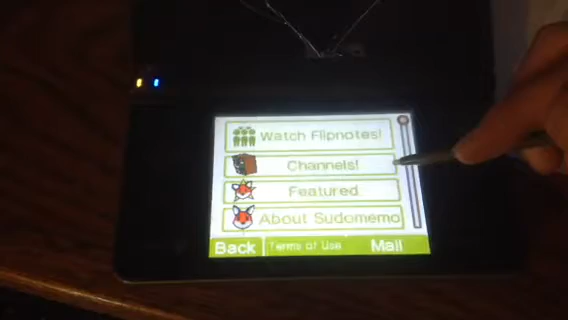 Watch Flipnotes!
Channels!
Featured
About Sudomemo
Back
Terms of Use
Mail